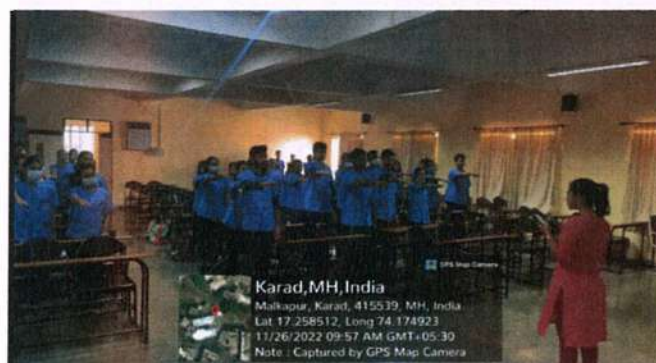 GPS Map Camera
Karad,MH,India
Malkapur, Karad, 415539, MH, India
Lat 17.258512, Long 74.174923
11/26/2022 09:57 AM GMT+05:30
Note : Captured by GPS Map Camera